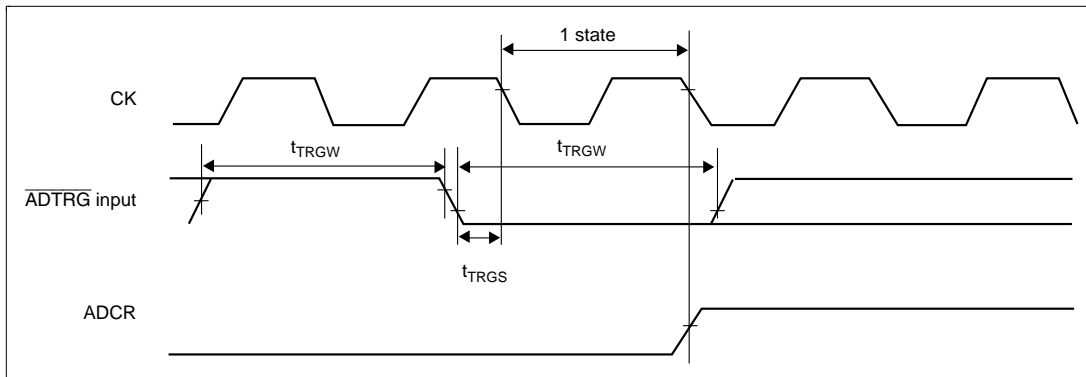 1 state
CK
tTRGW tTRGW
ADTRG input
tTRGS
ADCR